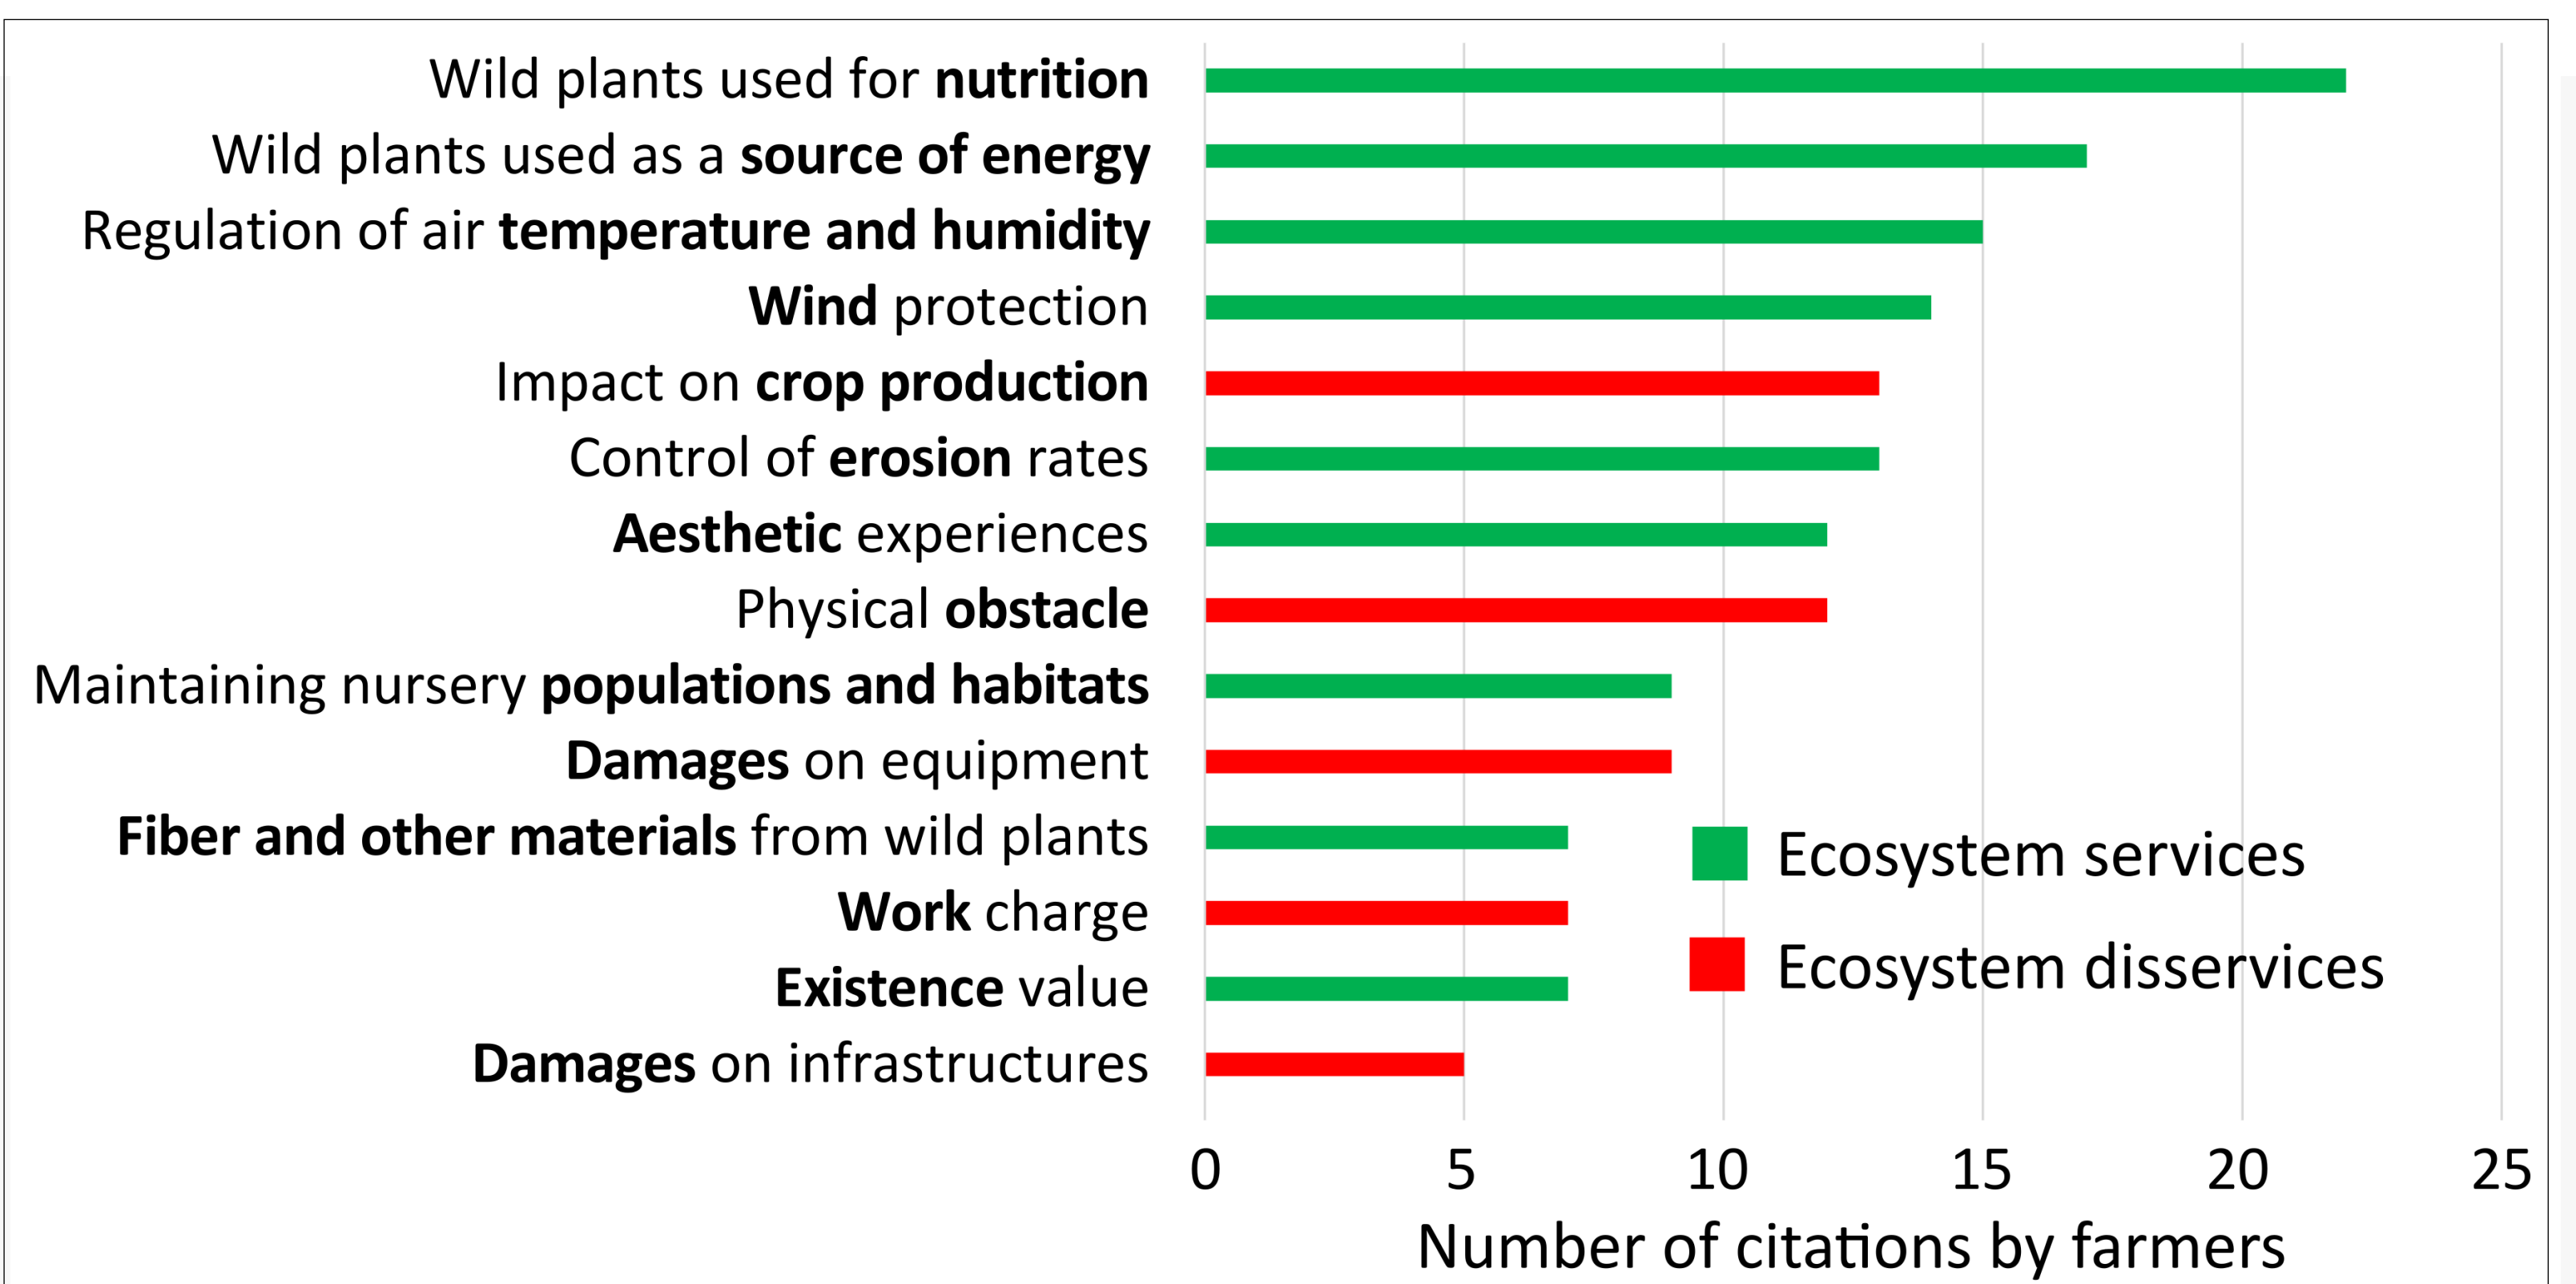 Wild plants used for nutrition
Wild plants used as a source of energy
Regulation of air temperature and humidity
Wind protection
Impact on crop production
Control of erosion rates
Aesthetic experiences
Physical obstacle
Maintaining nursery populations and habitats
Damages on equipment
Fiber and other materials from wild plants
Work charge
Existence value
Damages on infrastructures
Ecosystem services
Ecosystem disservices
0 5 10 15 20 25
Number of citations by farmers